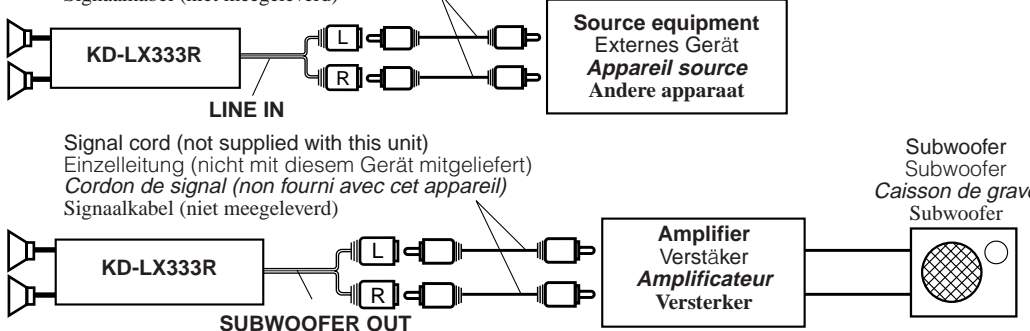 Signaalkabel (niet meegeleverd)
KD-LX333R
L
R
LINE IN
Source equipment
Externes Gerät
Appareil source
Andere apparaat
Signal cord (not supplied with this unit)
Einzelleitung (nicht mit diesem Gerät mitgeliefert)
Cordon de signal (non fourni avec cet appareil)
Signaalkabel (niet meegeleverd)
Subwoofer
Subwoofer
Caisson de grave
Subwoofer
KD-LX333R
L
R
SUBWOOFER OUT
Amplifier
Verstäker
Amplificateur
Versterker